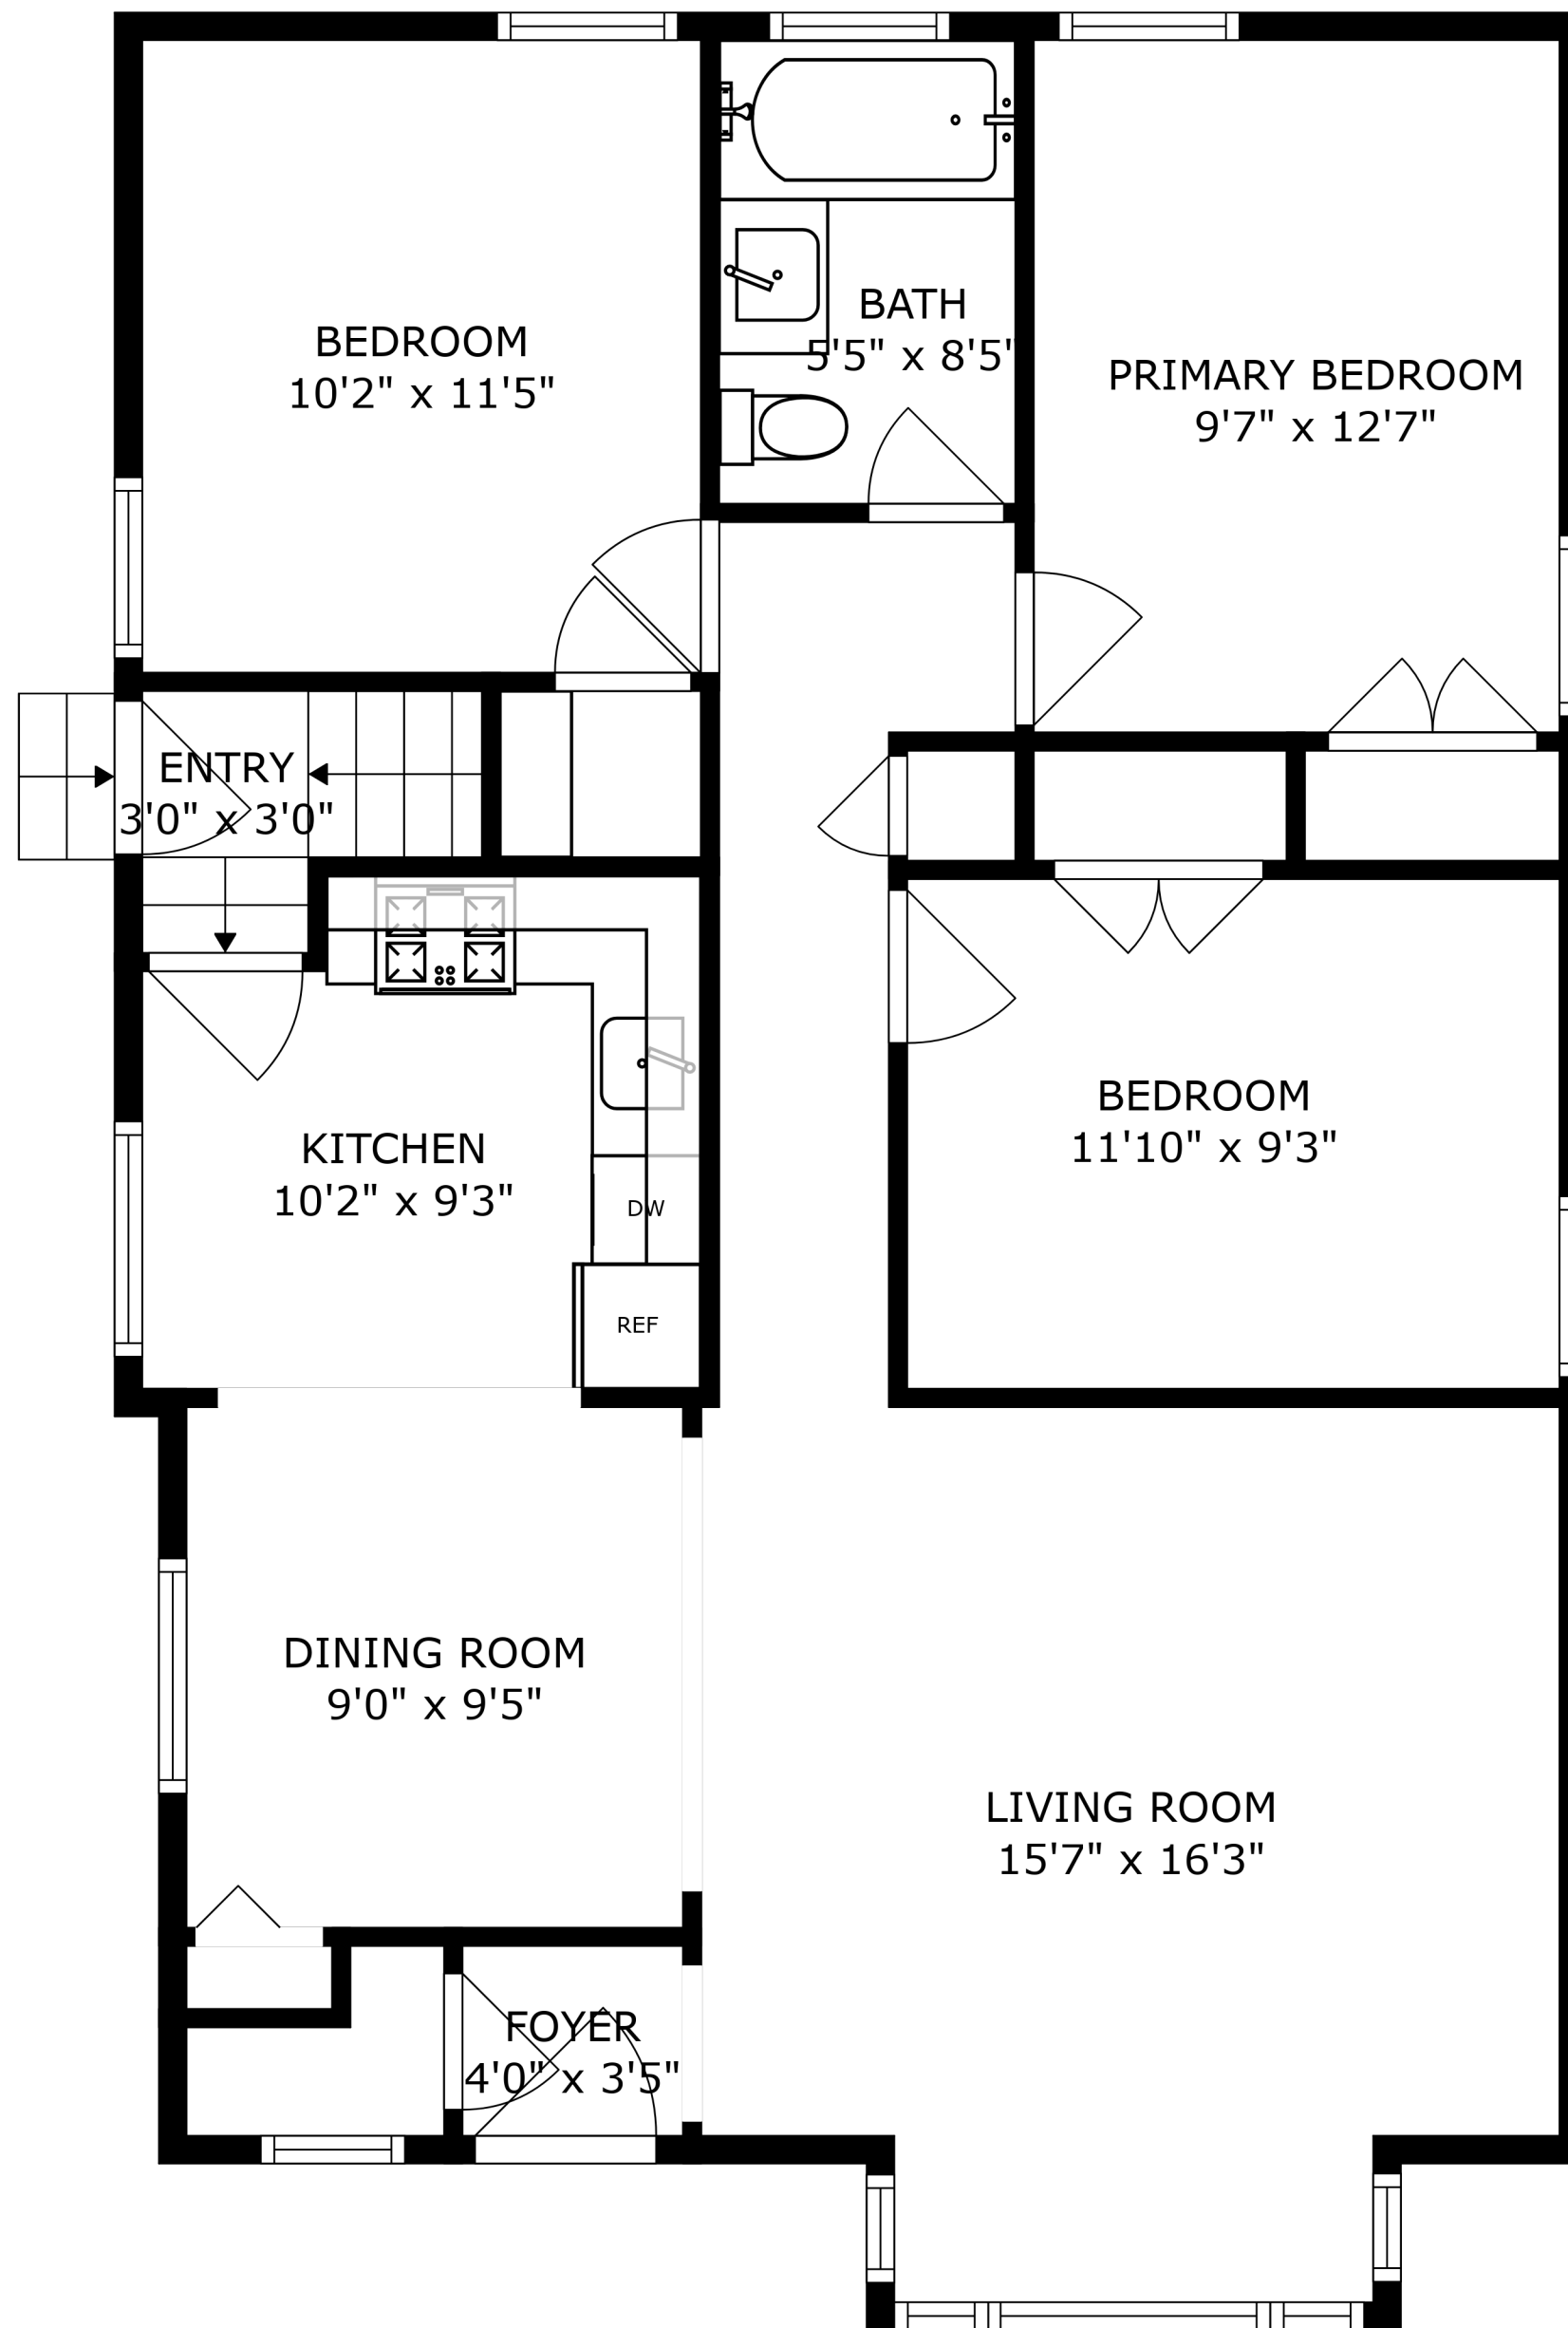 BATH
5'5" x 8'5"
BEDROOM
10'2" x 11'5"
PRIMARY BEDROOM
9'7" x 12'7"
ENTRY
3'0" x 3'0"
BEDROOM
11'10" x 9'3"
KITCHEN
10'2" x 9'3"
DW
REF
DINING ROOM
9'0" x 9'5"
LIVING ROOM
15'7" x 16'3"
FOYER
4'0" x 3'5"